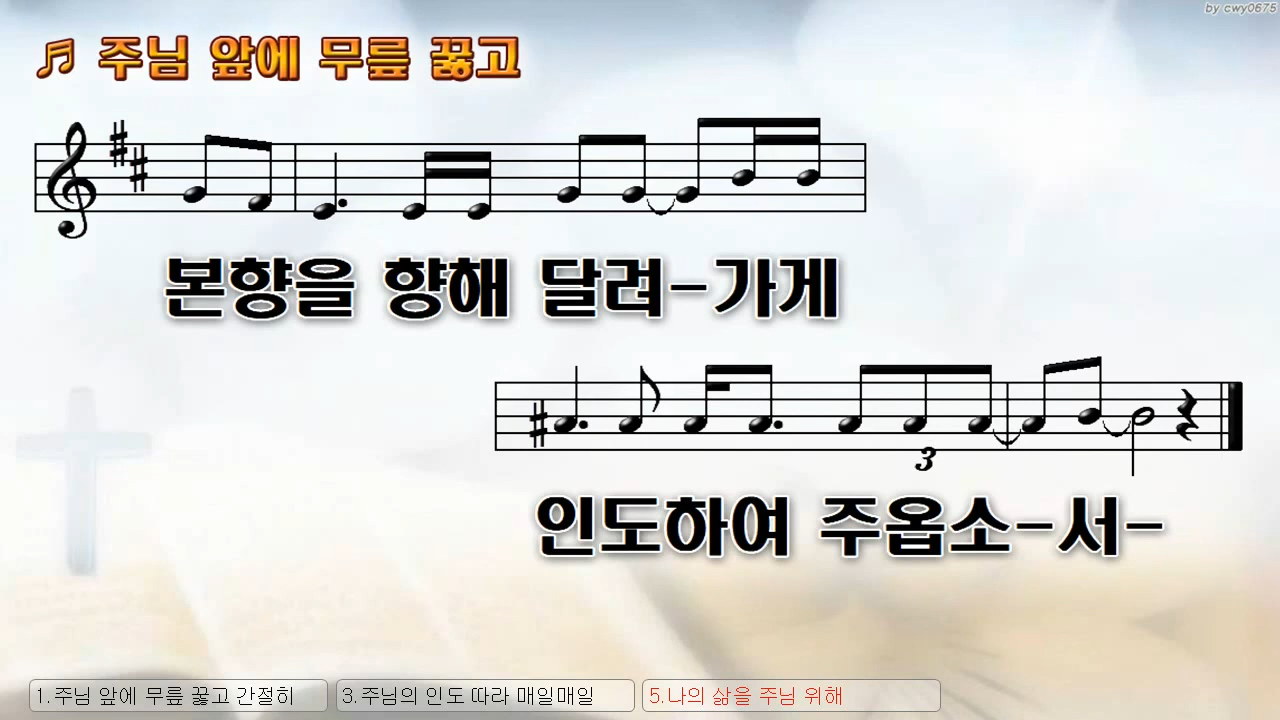 by cwy0675
♬ 주님 앞에 무릎 꿇고
본향을 향해 달려-가게
3
인도하여 주옵소-서-
1.주님 앞에 무릎 꿇고 간절히
3.주님의 인도 따라 매일매일
5.나의 삶을 주님 위해